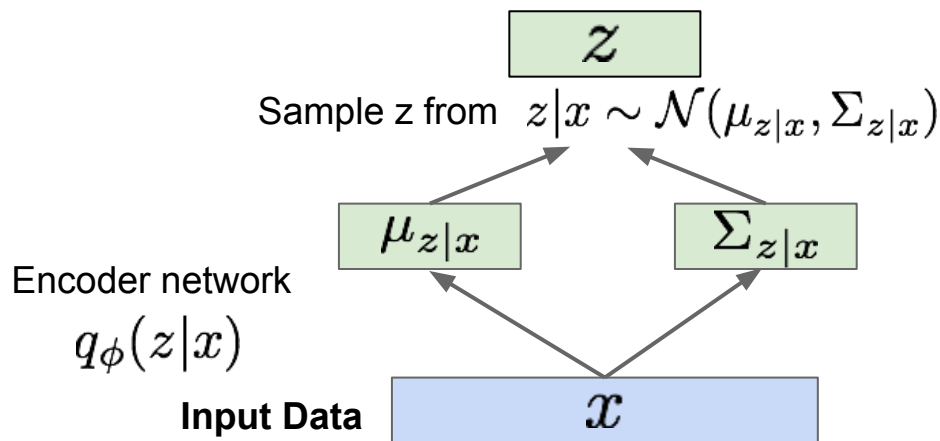 z
Sample z from z|x ∼ 𝒩(μ_{z|x}, Σ_{z|x})
μ_{z|x} Σ_{z|x}
Encoder network
q_ϕ(z|x)
Input Data x